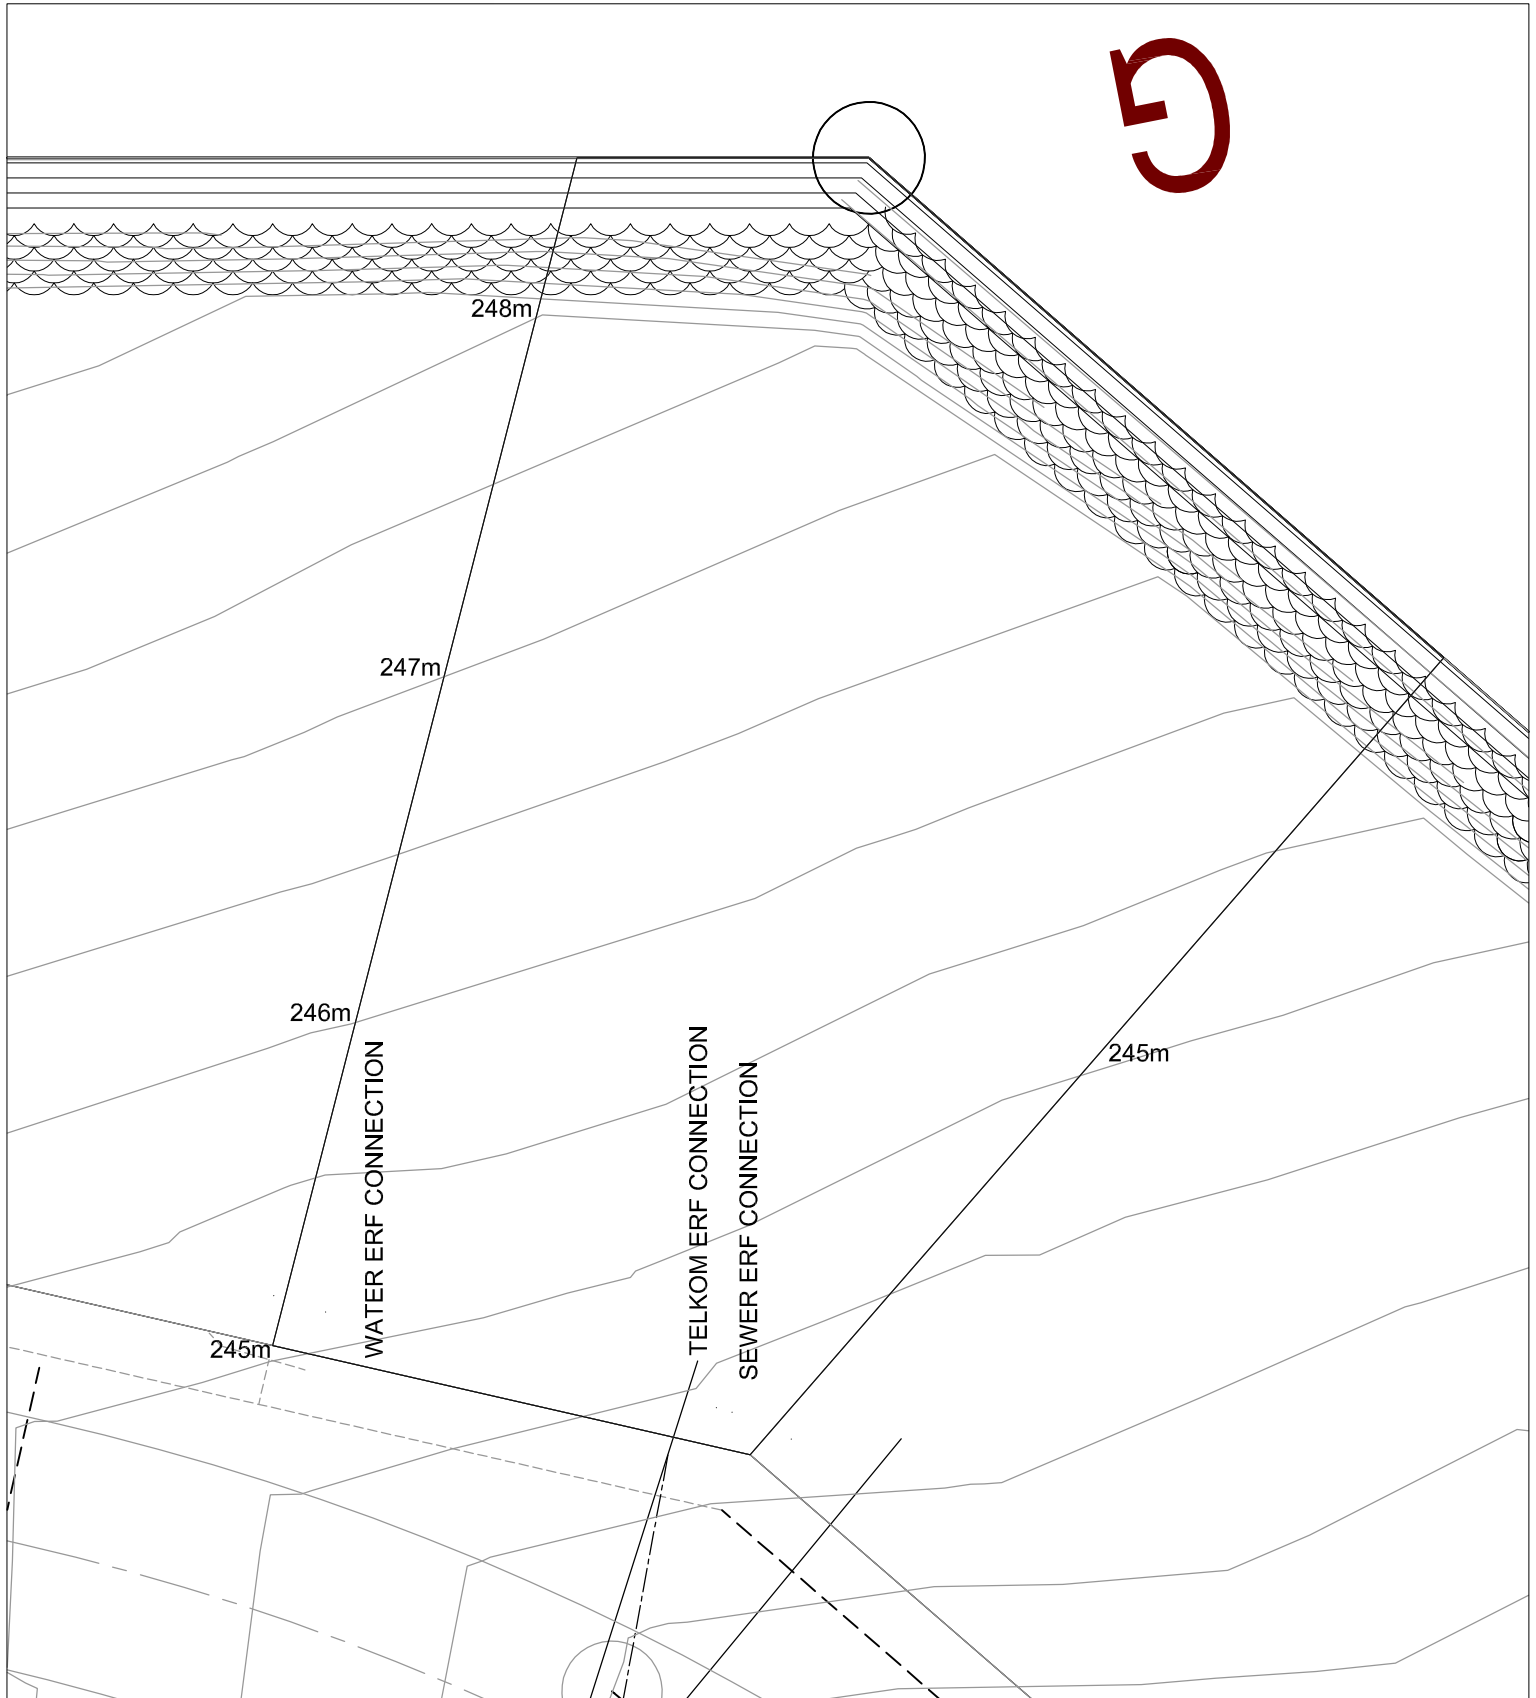 G
248m
247m
246m
WATER ERF CONNECTION
TELKOM ERF CONNECTION
SEWER ERF CONNECTION
245m
245m